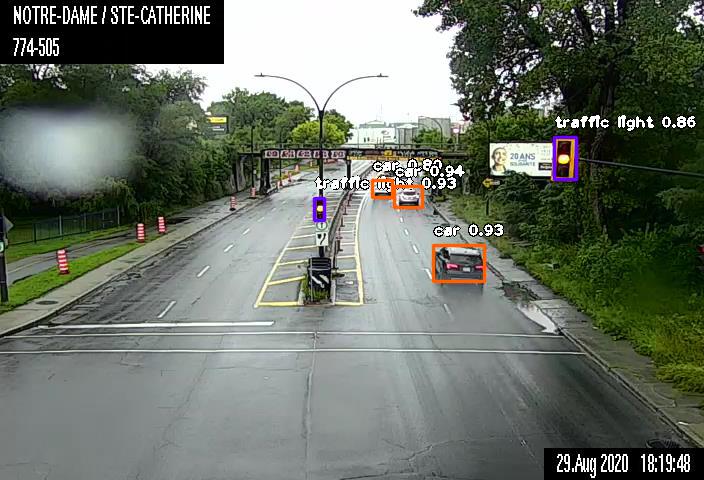 NOTRE-DAME / STE-CATHERINE
774-505
traffic light 0.86
car 0.94
traffic light 0.93
20 ANS
car 0.93
29.Aug 2020 18:19:48